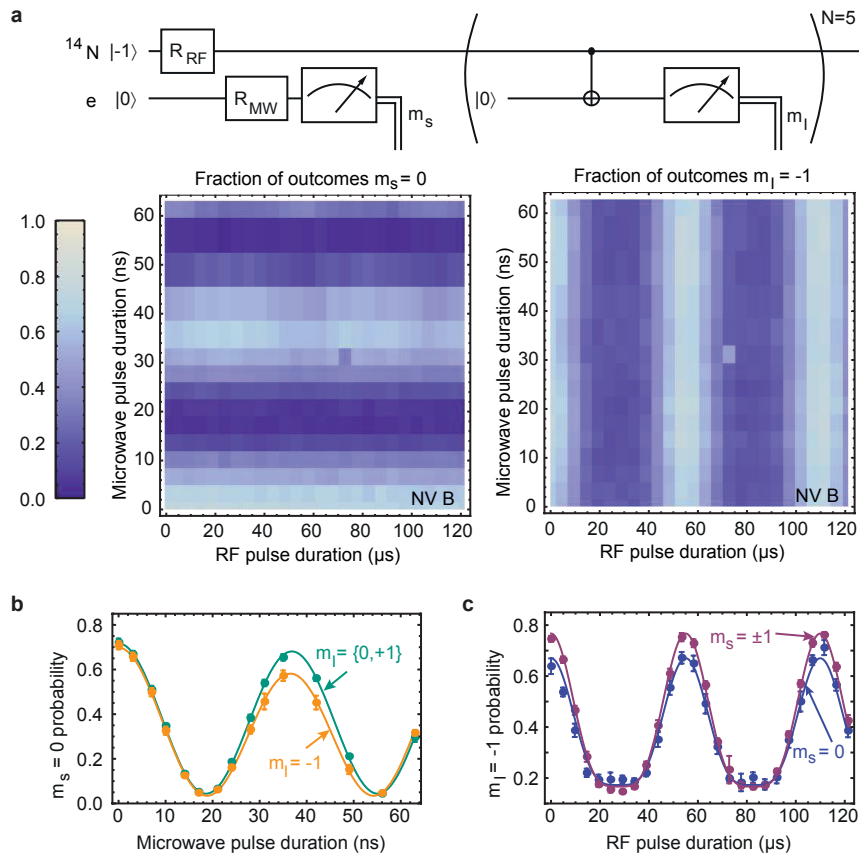 a
N=5
¹⁴N |-1⟩ R_RF
e |0⟩ R_MW m_s |0⟩ m_I
Fraction of outcomes m_s = 0
Fraction of outcomes m_I = -1
1.0
0.8
0.6
0.4
0.2
0.0
Microwave pulse duration (ns)
60
50
40
30
20
10
0
NV B
0 20 40 60 80 100 120
RF pulse duration (µs)
Microwave pulse duration (ns)
60
50
40
30
20
10
0
NV B
0 20 40 60 80 100 120
RF pulse duration (µs)
b
m_s = 0 probability
0.8
0.6
0.4
0.2
0.0
m_I = {0,+1}
m_I = -1
0 20 40 60
Microwave pulse duration (ns)
c
m_I = -1 probability
0.8
0.6
0.4
0.2
m_s = ±1
m_s = 0
0 20 40 60 80 100 120
RF pulse duration (µs)